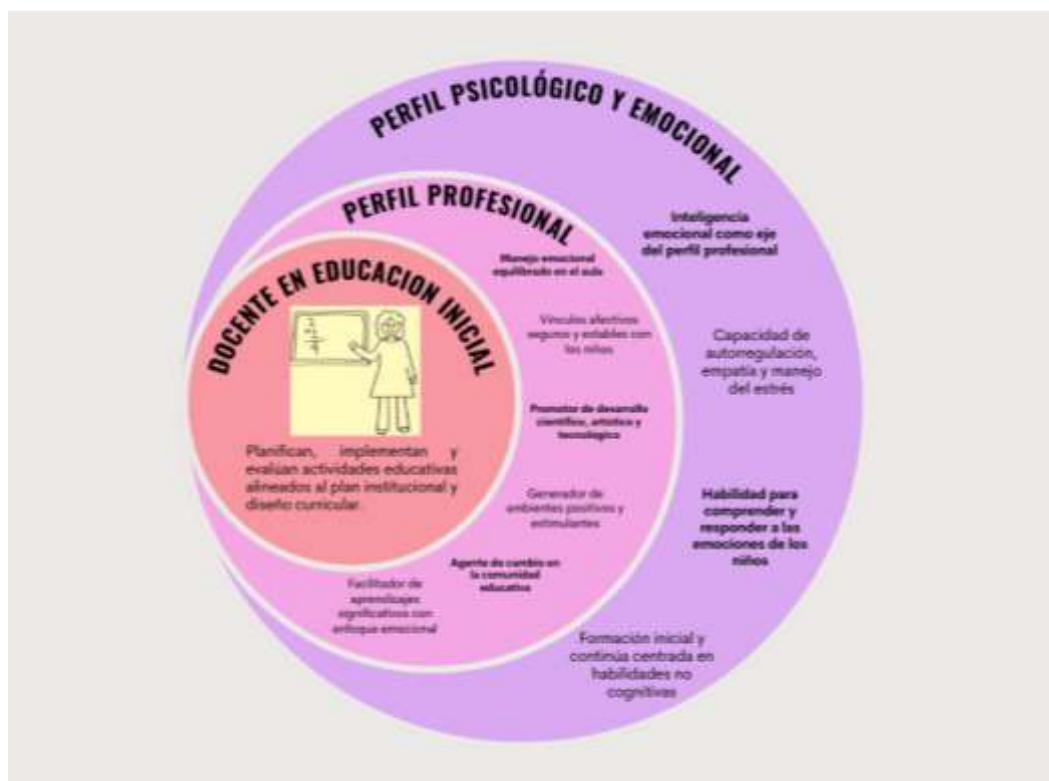 PERFIL PSICOLÓGICO Y EMOCIONAL
Inteligencia
emocional como eje
del perfil profesional
Capacidad de
autorregulación,
empatía y manejo
del estrés
Habilidad para
comprender y
responder a las
emociones de los
niños
Formación inicial y
continúa centrada en
habilidades no
cognitivas
PERFIL PROFESIONAL
Manejo emocional
equilibrado en el aula
Vínculos afectivos
seguros y estables con
los niños
Promotor de desarrollo
científico, artístico y
tecnológico
Generador de
ambientes positivos y
estimulantes
Agente de cambio en
la comunidad
educativa
Facilitador de
aprendizajes
significativos con
enfoque emocional
DOCENTE EN EDUCACION INICIAL
Planifican, implementan y
evalúan actividades educativas
alineados al plan institucional y
diseño curricular.